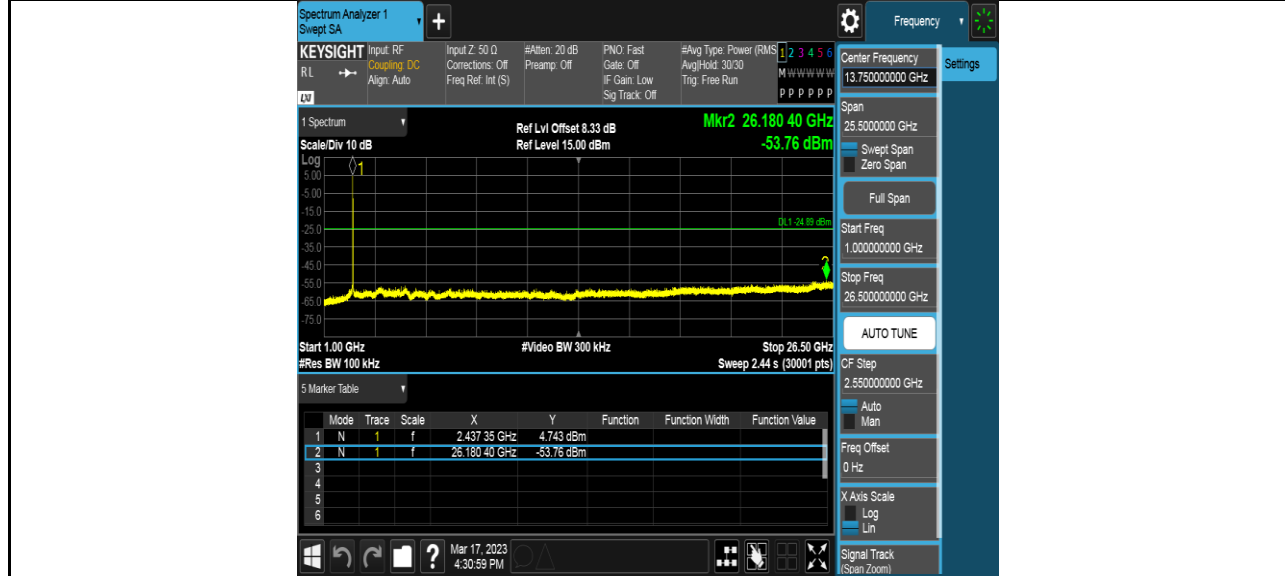 Spectrum Analyzer 1
Swept SA
+
Frequency
KEYSIGHT
RL
LXI
Input: RF
Coupling: DC
Align: Auto
Input Z: 50 Ω
Corrections: Off
Freq Ref: Int (S)
#Atten: 20 dB
Preamp: Off
PNO: Fast
Gate: Off
IF Gain: Low
Sig Track: Off
#Avg Type: Power (RMS
Avg|Hold: 30/30
Trig: Free Run
1 2 3 4 5 6
M W W W W W
P P P P P P
1 Spectrum
Scale/Div 10 dB
Ref Lvl Offset 8.33 dB
Ref Level 15.00 dBm
Mkr2 26.180 40 GHz
-53.76 dBm
Log
1
5.00
-5.00
-15.0
DL1 -24.89 dBm
-25.0
-35.0
-45.0
2
-55.0
-65.0
-75.0
Start 1.00 GHz
#Video BW 300 kHz
Stop 26.50 GHz
#Res BW 100 kHz
Sweep 2.44 s (30001 pts)
5 Marker Table
Mode Trace Scale X Y Function Function Width Function Value
1 N 1 f 2.437 35 GHz 4.743 dBm
2 N 1 f 26.180 40 GHz -53.76 dBm
3
4
5
6
Mar 17, 2023
4:30:59 PM
?
Center Frequency
13.750000000 GHz
Span
25.5000000 GHz
Swept Span
Zero Span
Full Span
Start Freq
1.000000000 GHz
Stop Freq
26.500000000 GHz
AUTO TUNE
CF Step
2.550000000 GHz
Auto
Man
Freq Offset
0 Hz
X Axis Scale
Log
Lin
Signal Track
(Span Zoom)
Settings